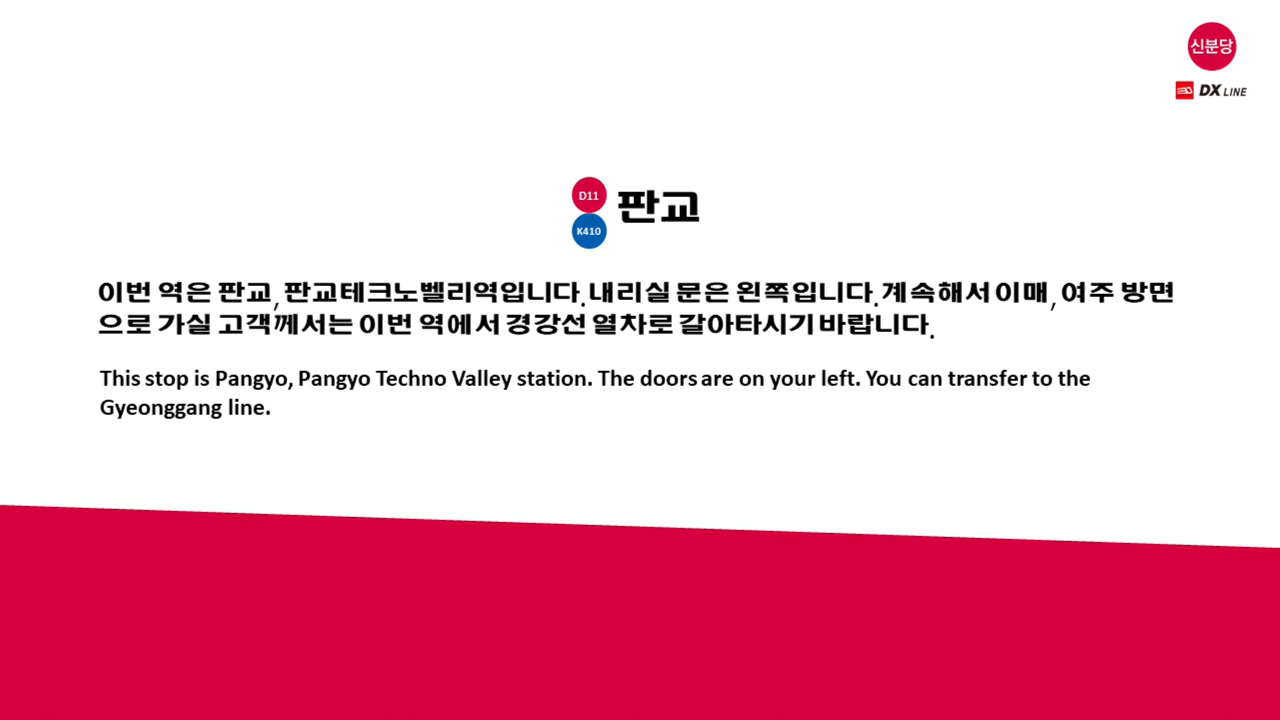 신분당
DX LINE
D11
K410
판교
이번 역은 판교, 판교테크노벨리역입니다. 내리실 문은 왼쪽입니다. 계속해서 이매, 여주 방면
으로 가실 고객께서는 이번 역에서 경강선 열차로 갈아타시기 바랍니다.
This stop is Pangyo, Pangyo Techno Valley station. The doors are on your left. You can transfer to the
Gyeonggang line.